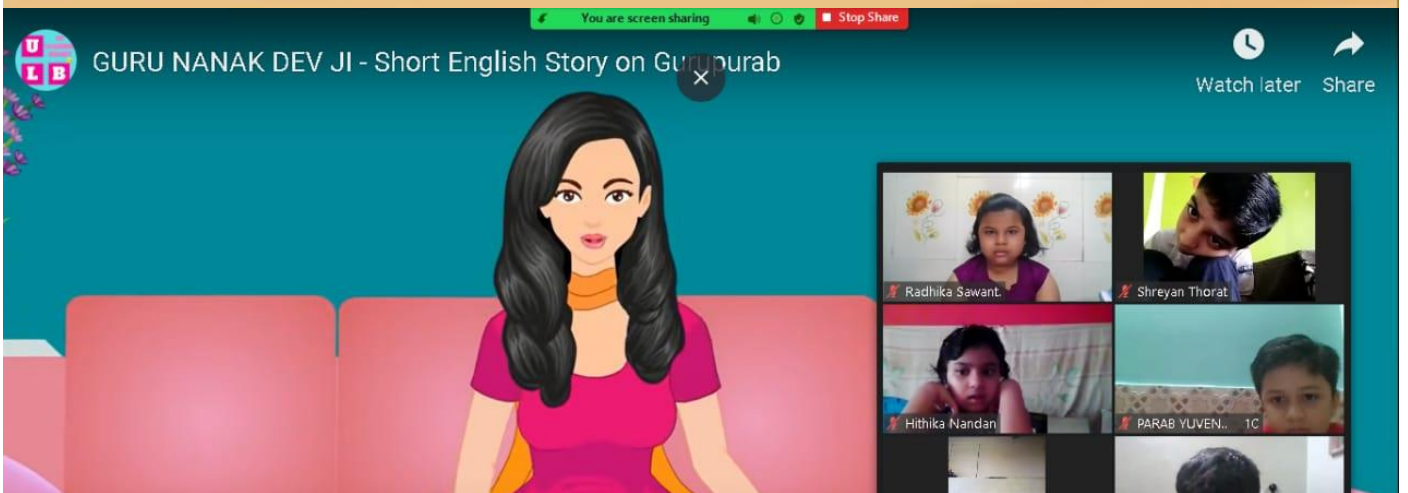 You are screen sharing
Stop Share
U
L B
GURU NANAK DEV JI - Short English Story on Gurupurab
Watch later
Share
Radhika Sawant.
Shreyan Thorat
Hithika Nandan
PARAB YUVEN.. 1C